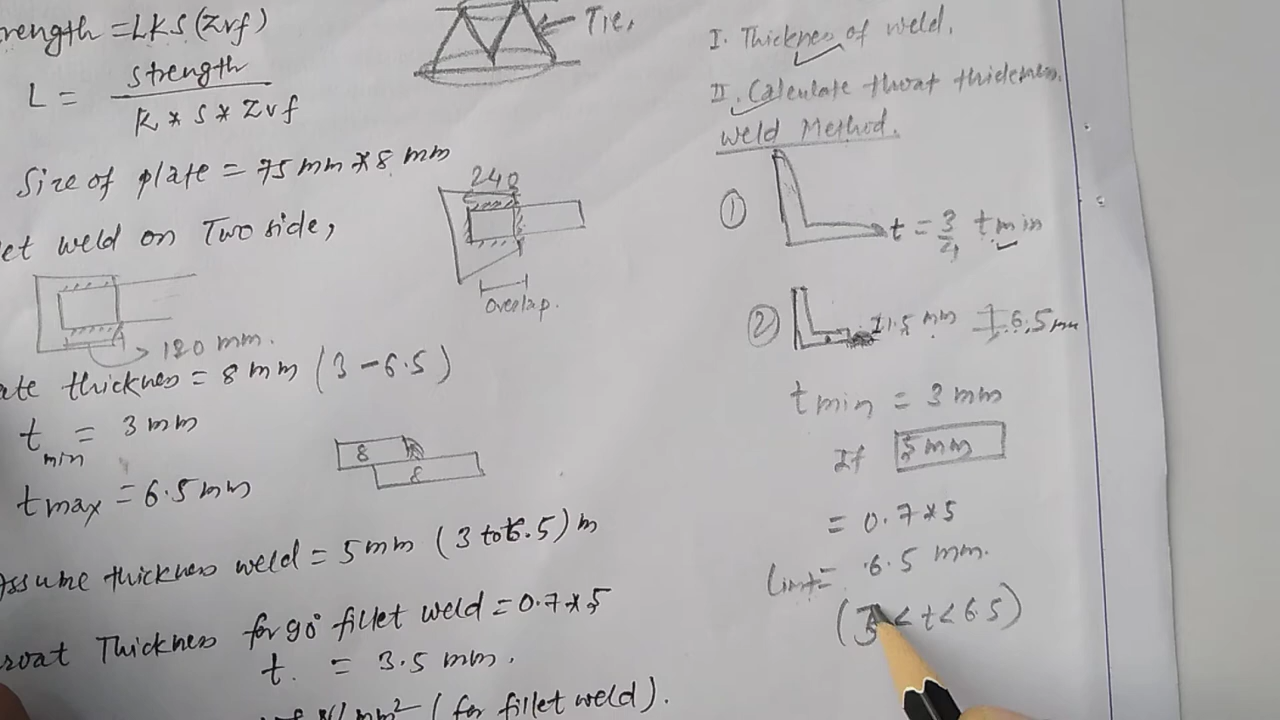 rength = LKS (Zvf)
L = strength
K * S * Zvf
Size of plate = 75 mm * 8 mm
et weld on Two side,
120 mm.
ate thicknes = 8 mm (3 - 6.5)
t min = 3 mm
t max = 6.5 mm
Assume thickness weld = 5 mm (3 to 6.5) m
roat Thickness for 90° fillet weld = 0.7 * 5
t. = 3.5 mm.
mm² (for fillet weld).
Tie,
240
overlap.
8
8
I. Thickness of weld.
II. Calculate throat thickness
weld Method.
① t = 3/4 t min
② 1.5 mm 6.5 mm
t min = 3 mm
If 5 mm
= 0.7 * 5
Limt = 6.5 mm.
( < t < 6.5)